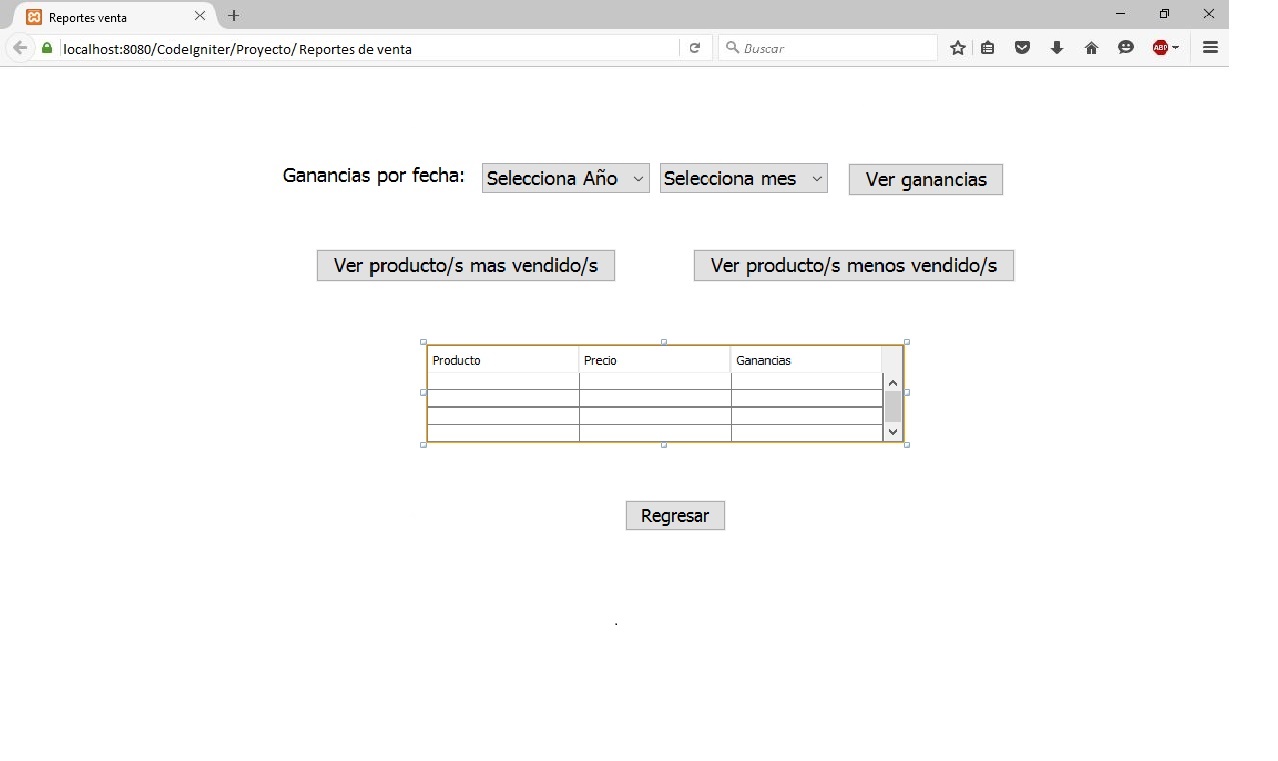 Reportes venta
localhost:8080/CodeIgniter/Proyecto/ Reportes de venta
Buscar
ABP
Ganancias por fecha: Selecciona Año Selecciona mes Ver ganancias
Ver producto/s mas vendido/s Ver producto/s menos vendido/s
Producto Precio Ganancias
Regresar
.